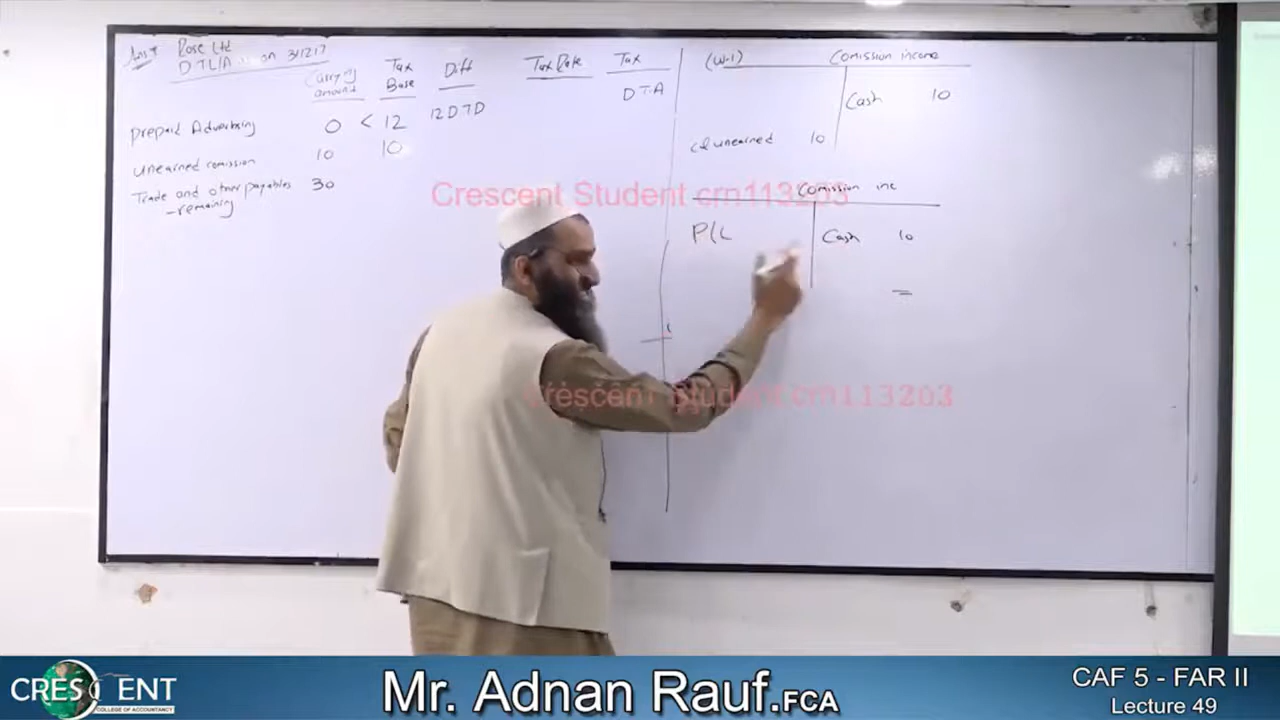 Ans*
Rose Ltd
DTL/A on 31/12/17
Carrying amount
Tax Base
Diff
Tax Rate
Tax
DTA
prepaid Advertising 0 < 12 12 DTD
unearned comission 10 10
Trade and other payables 30
-remaining
(W-1) Comission income
Cash 10
c/d unearned 10
Comission inc
P/L Cash 10
Crescent Student crn113203
Crescent Student crn113203
CRESCENT
COLLEGE OF ACCOUNTANCY
Mr. Adnan Rauf.FCA
CAF 5 - FAR II
Lecture 49